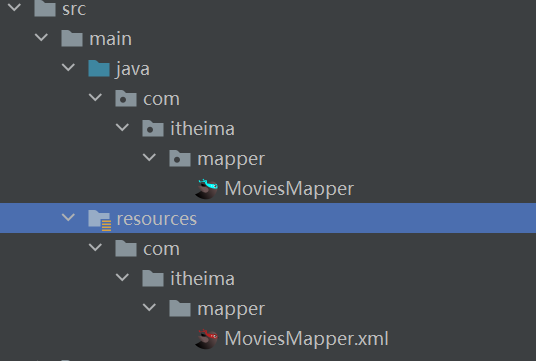 src
main
java
com
itheima
mapper
MoviesMapper
resources
com
itheima
mapper
MoviesMapper.xml